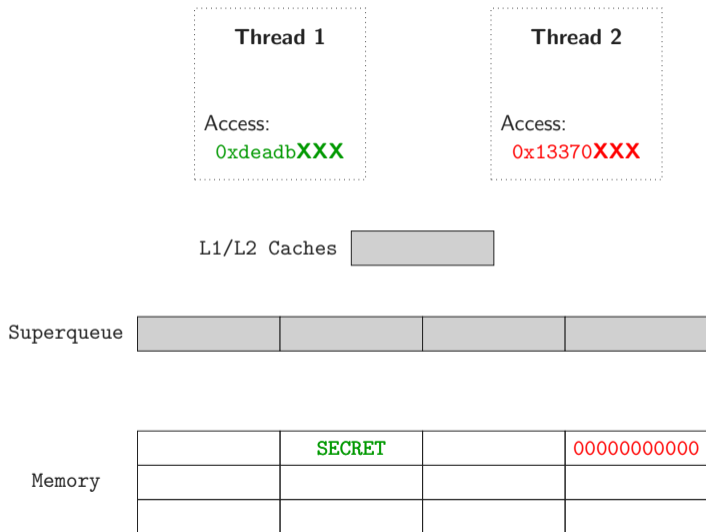 Thread 1
Thread 2
Access:
0xdeadbXXX
Access:
0x13370XXX
L1/L2 Caches
Superqueue
SECRET
00000000000
Memory